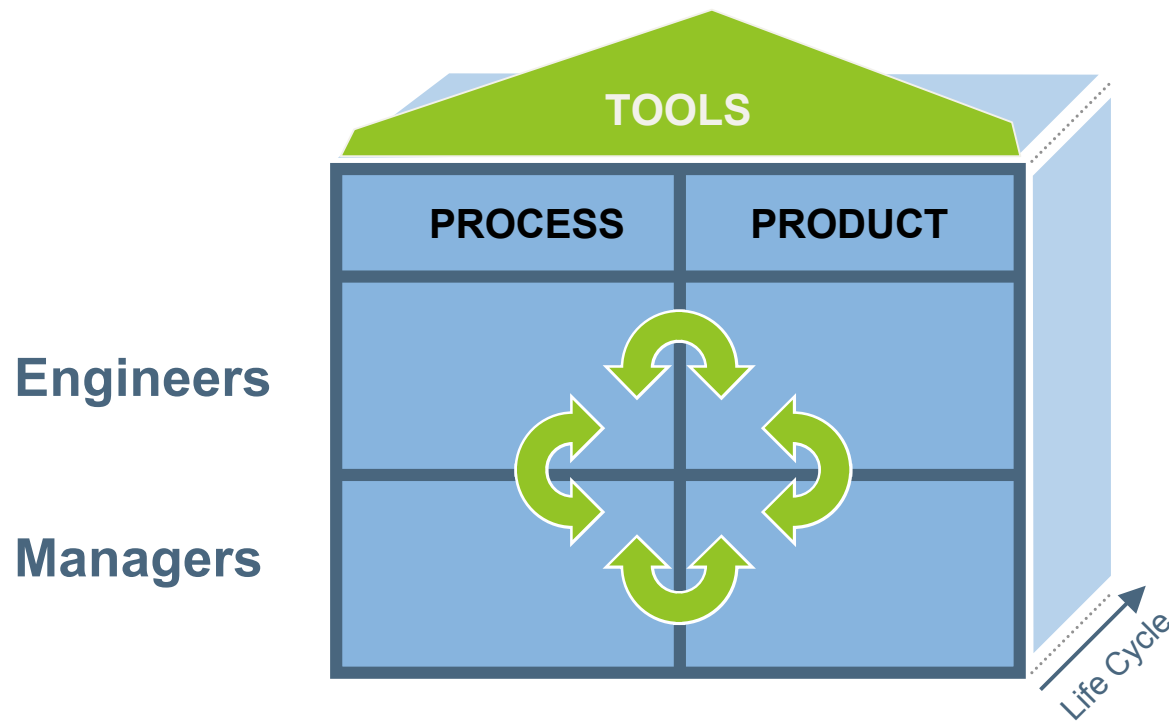 TOOLS
PROCESS
PRODUCT
Engineers
Managers
Life Cycle